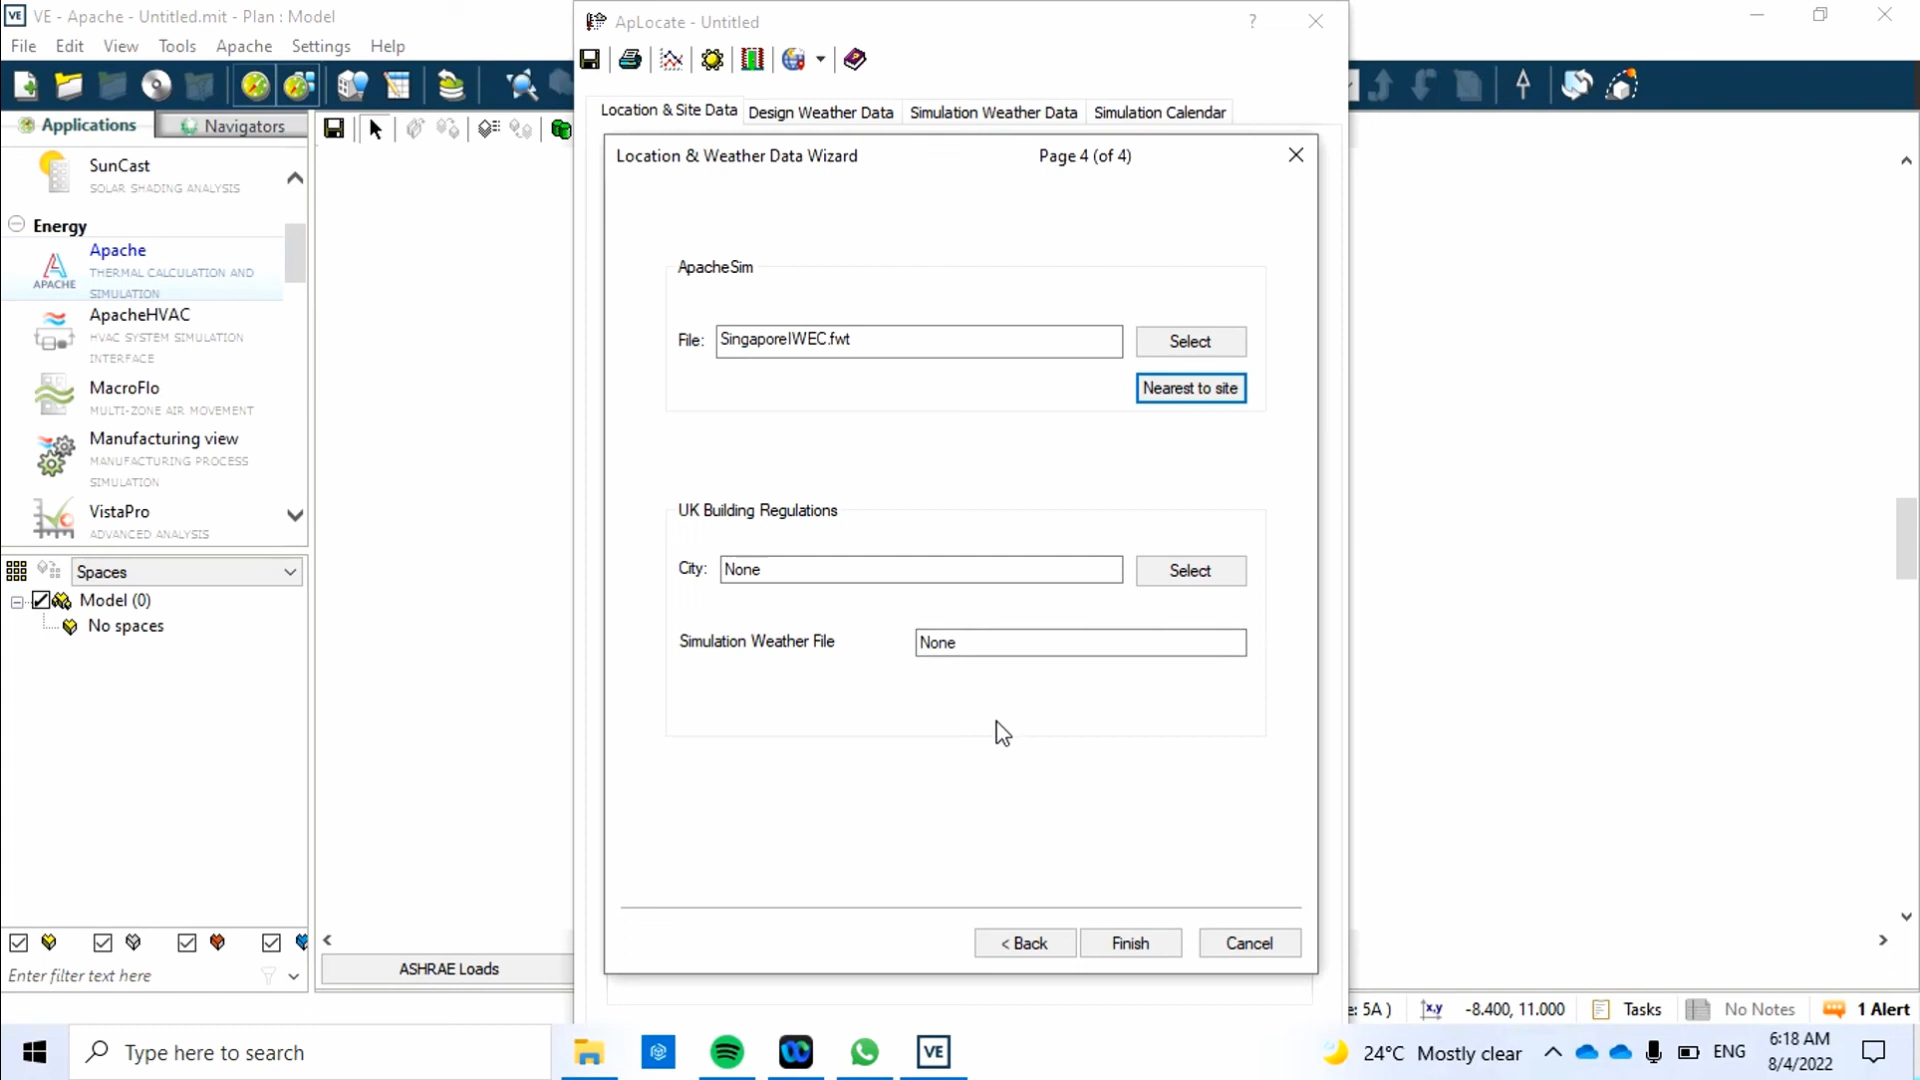 VE - Apache - Untitled.mit - Plan : Model
File Edit View Tools Apache Settings Help
Applications Navigators
SunCast
SOLAR SHADING ANALYSIS
Energy
Apache
THERMAL CALCULATION AND
SIMULATION
APACHE
ApacheHVAC
HVAC SYSTEM SIMULATION
INTERFACE
MacroFlo
MULTI-ZONE AIR MOVEMENT
Manufacturing view
MANUFACTURING PROCESS
SIMULATION
VistaPro
ADVANCED ANALYSIS
Spaces
Model (0)
No spaces
Enter filter text here
ASHRAE Loads
ApLocate - Untitled
Location & Site Data Design Weather Data Simulation Weather Data Simulation Calendar
Location & Weather Data Wizard Page 4 (of 4)
ApacheSim
File: SingaporeIWEC.fwt Select
Nearest to site
UK Building Regulations
City: None Select
Simulation Weather File None
< Back Finish Cancel
e: 5A ) x,y -8.400, 11.000 Tasks No Notes 1 Alert
Type here to search
VE
24°C Mostly clear ENG
6:18 AM
8/4/2022